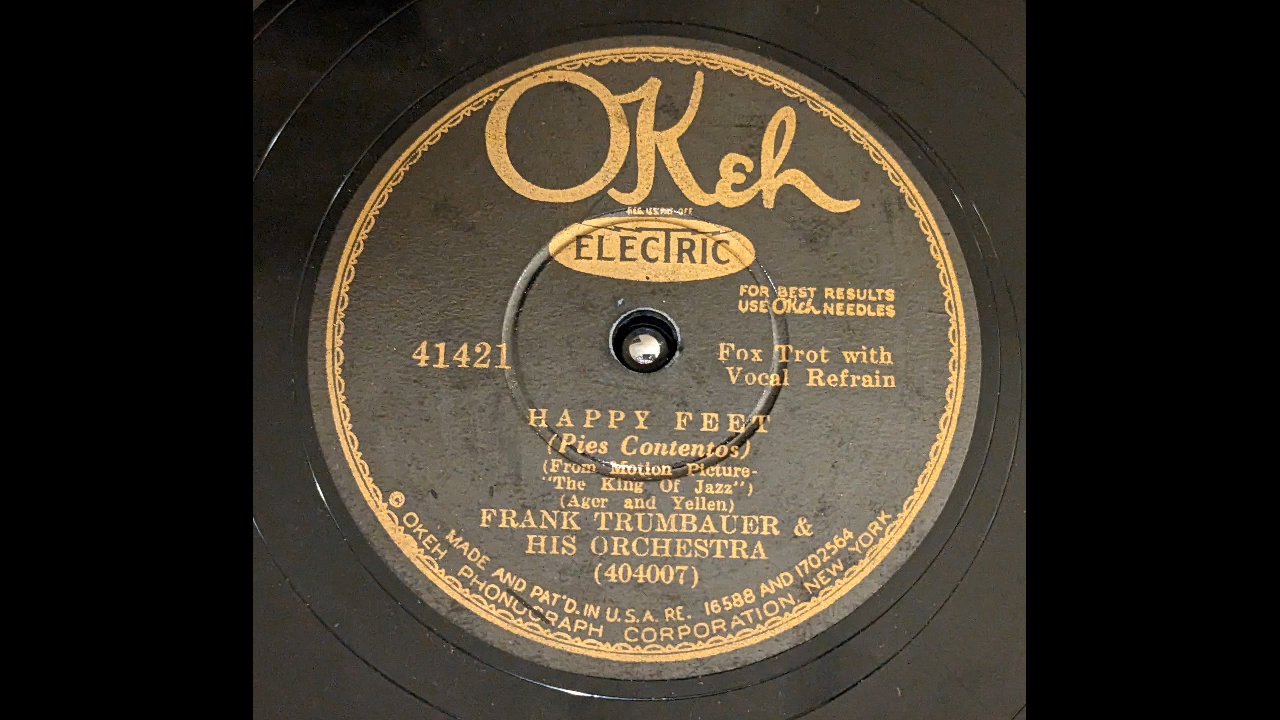 OKeh
REG. U.S. PAT. OFF.
ELECTRIC
FOR BEST RESULTS
USE OKeh NEEDLES
41421
Fox Trot with
Vocal Refrain
HAPPY FEET
(Pies Contentos)
(From Motion Picture-
"The King Of Jazz")
(Ager and Yellen)
FRANK TRUMBAUER &
HIS ORCHESTRA
(404007)
MADE AND PAT'D. IN U.S.A. RE. 16588 AND 1702564
© OKEH PHONOGRAPH CORPORATION, NEW YORK